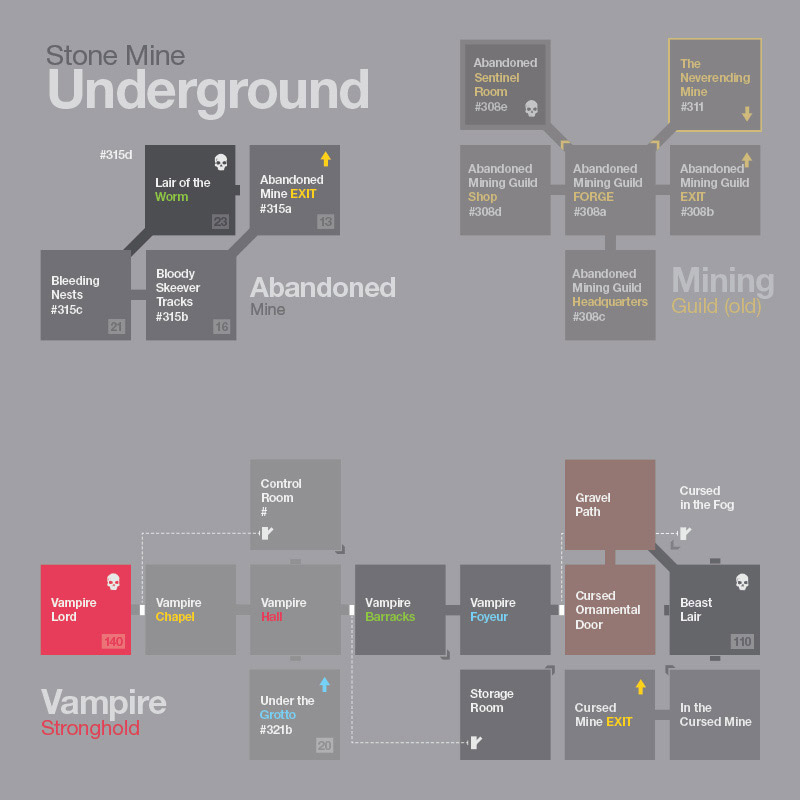 Stone Mine
Underground
Abandoned
Sentinel
Room
#308e
The
Neverending
Mine
#311
#315d
Lair of the
Worm
23
Abandoned
Mine EXIT
#315a
13
Abandoned
Mining Guild
Shop
#308d
Abandoned
Mining Guild
FORGE
#308a
Abandoned
Mining Guild
EXIT
#308b
Bleeding
Nests
#315c
21
Bloody
Skeever
Tracks
#315b
16
Abandoned
Mine
Abandoned
Mining Guild
Headquarters
#308c
Mining
Guild (old)
Control
Room
#
Gravel
Path
Cursed
in the Fog
Vampire
Lord
140
Vampire
Chapel
Vampire
Hall
Vampire
Barracks
Vampire
Foyeur
Cursed
Ornamental
Door
Beast
Lair
110
Vampire
Stronghold
Under the
Grotto
#321b
20
Storage
Room
Cursed
Mine EXIT
In the
Cursed Mine